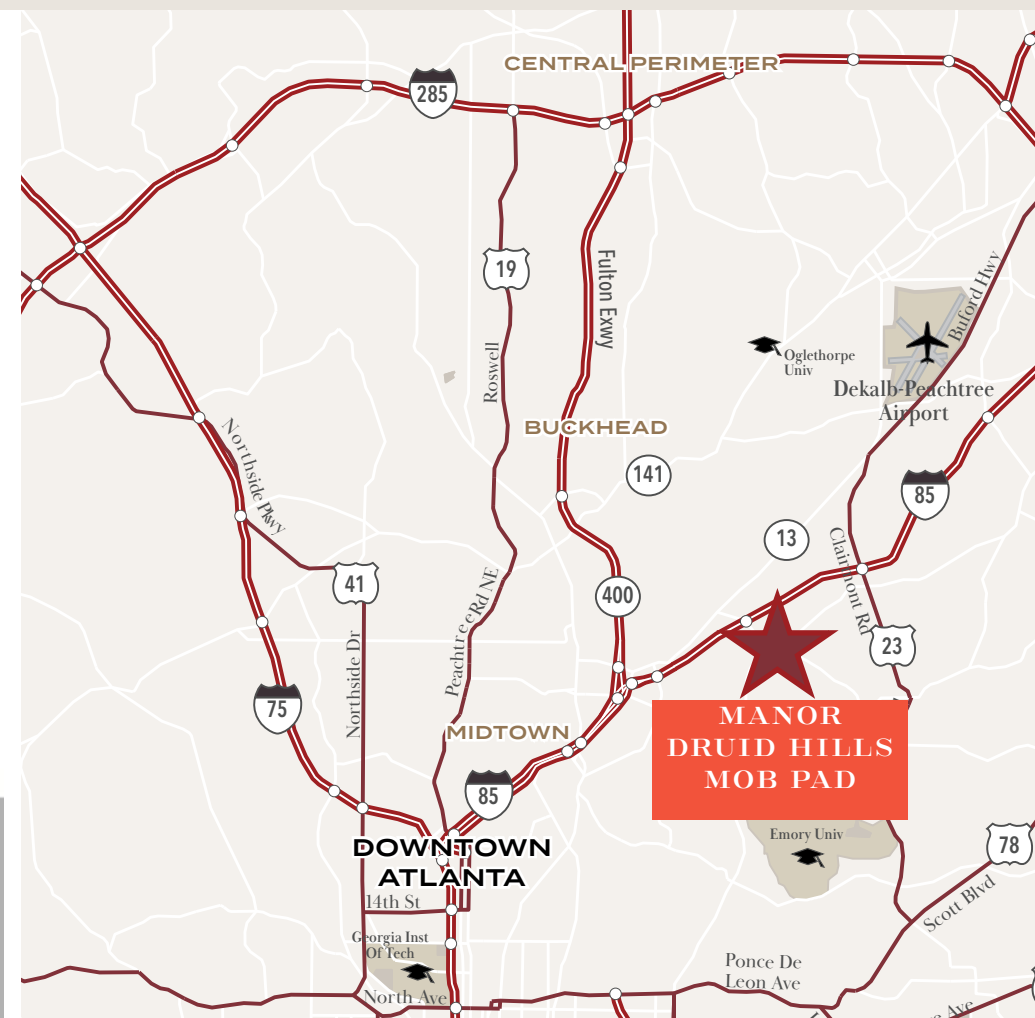 CENTRAL PERIMETER
285
19
Fulton Exwy
Buford Hwy
Roswell
Oglethorpe
Univ
Dekalb-Peachtree
Airport
BUCKHEAD
Northside Pkwy
141
85
13
Clairmont Rd
41
400
Peachtree Rd NE
23
Northside Dr
75
MANOR
DRUID HILLS
MOB PAD
MIDTOWN
85
Emory Univ
78
DOWNTOWN
ATLANTA
Scott Blvd
14th St
Georgia Inst
Of Tech
Ponce De
Leon Ave
North Ave
Ave